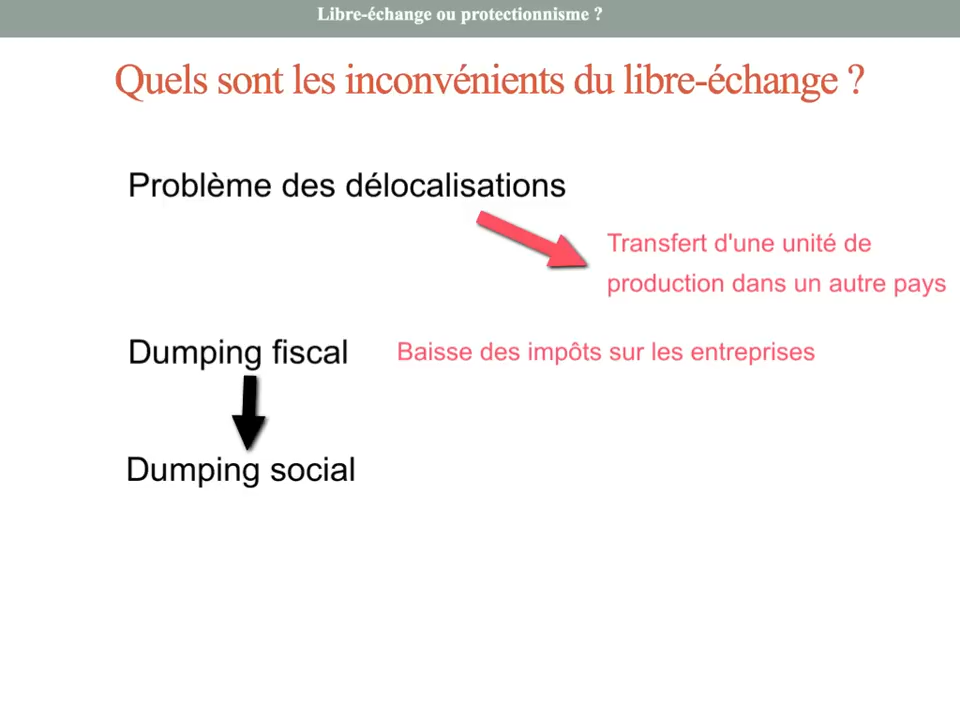 Libre-échange ou protectionnisme ?
Quels sont les inconvénients du libre-échange ?
Problème des délocalisations
Transfert d'une unité de
production dans un autre pays
Dumping fiscal Baisse des impôts sur les entreprises
Dumping social